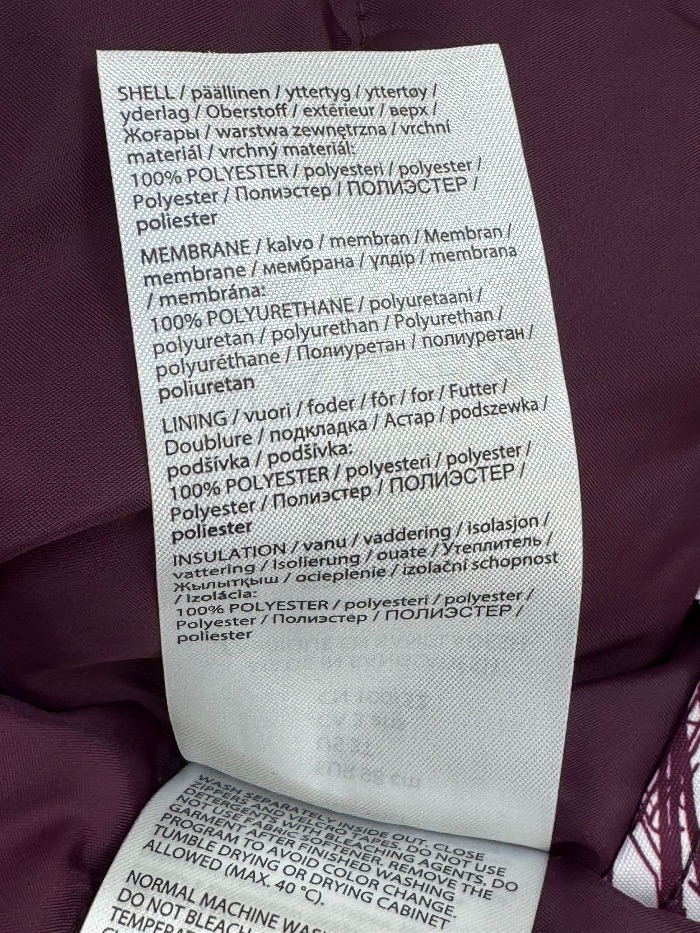 SHELL / päällinen / yttertyg / yttertøy /
yderlag / Oberstoff / extérieur / верх /
Жоғары / warstwa zewnętrzna / vrchní
materiál / vrchný materiál:
100% POLYESTER / polyesteri / polyester /
Polyester / Полиэстер / ПОЛИЭСТЕР /
poliester
MEMBRANE / kalvo / membran / Membran /
membrane / мембрана / үлдір / membrana
/ membrána:
100% POLYURETHANE / polyuretaani /
polyuretan / polyurethan / Polyurethan /
polyuréthane / Полиуретан / полиуретан /
poliuretan
LINING / vuori / foder / fôr / for / Futter /
Doublure / подкладка / Астар / podszewka /
podšívka / podšívka:
100% POLYESTER / polyesteri / polyester /
Polyester / Полиэстер / ПОЛИЭСТЕР /
poliester
INSULATION / vanu / vaddering / isolasjon /
vattering / Isolierung / ouate / Утеплитель /
Жылытқыш / ocieplenie / izolační schopnost
/ Izolácia:
100% POLYESTER / polyesteri / polyester /
Polyester / Полиэстер / ПОЛИЭСТЕР /
poliester
WASH SEPARATELY INSIDE OUT. CLOSE
ZIPPERS AND VELCRO TAPES. DO NOT USE
DETERGENTS WITH BLEACHING AGENTS. DO
NOT USE FABRIC SOFTENER. REMOVE THE
GARMENT AFTER FINISHED WASHING
PROGRAM TO AVOID COLOR CHANGE.
TUMBLE DRYING OR DRYING CABINET
ALLOWED (MAX. 40 °C).
NORMAL MACHINE
DO NOT BLEACH